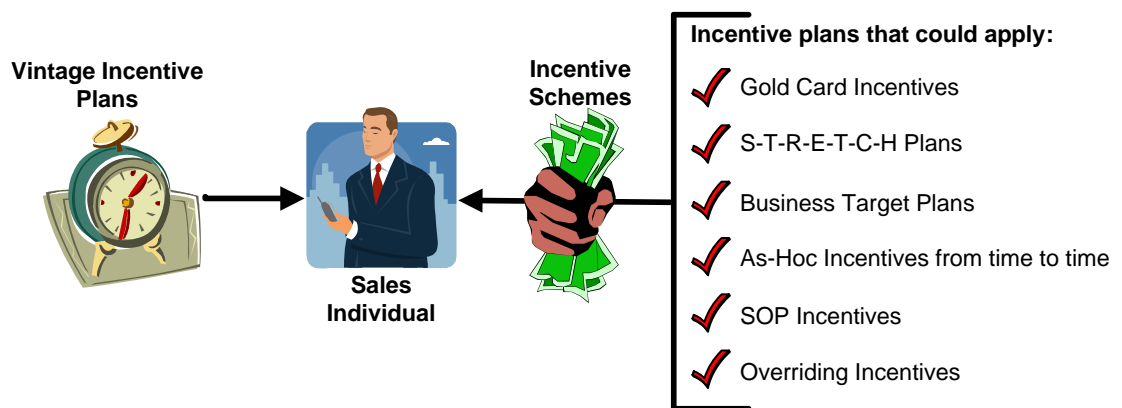 Vintage Incentive
Plans
Sales
Individual
Incentive
Schemes
Incentive plans that could apply:
Gold Card Incentives
S-T-R-E-T-C-H Plans
Business Target Plans
As-Hoc Incentives from time to time
SOP Incentives
Overriding Incentives